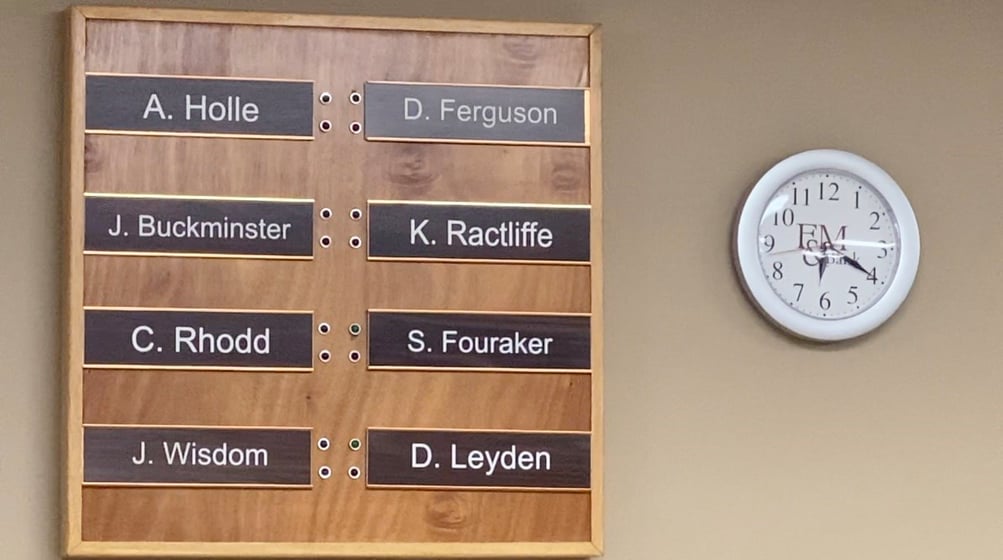 A. Holle
D. Ferguson
J. Buckminster
K. Ractliffe
C. Rhodd
S. Fouraker
J. Wisdom
D. Leyden
12
1
2
3
4
5
6
7
8
9
10
11
FM
& Bank